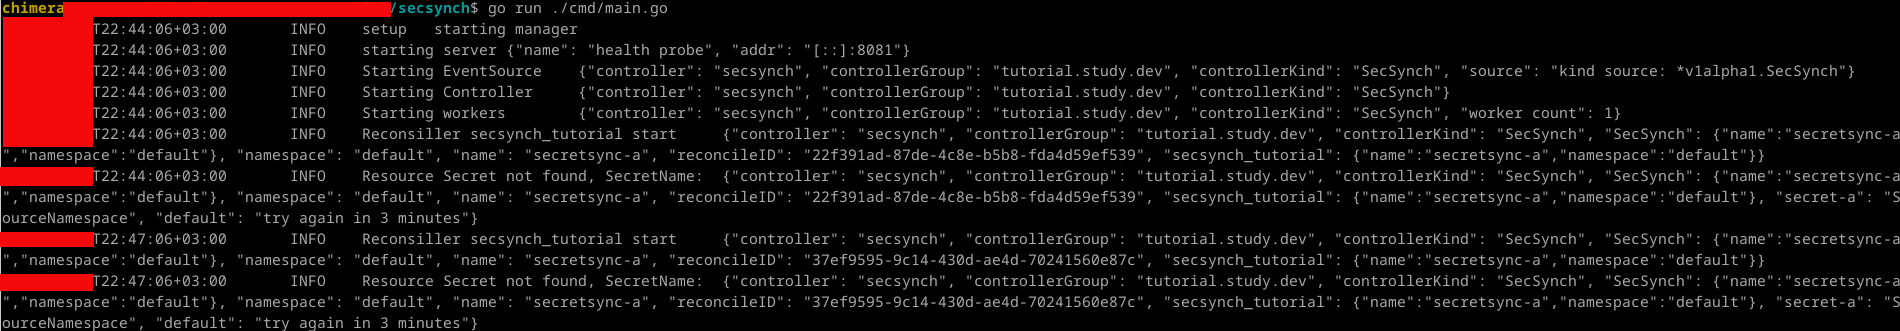 chimera/secsynch$ go run ./cmd/main.go
T22:44:06+03:00 INFO setup starting manager
T22:44:06+03:00 INFO starting server {"name": "health probe", "addr": "[::]:8081"}
T22:44:06+03:00 INFO Starting EventSource {"controller": "secsynch", "controllerGroup": "tutorial.study.dev", "controllerKind": "SecSynch", "source": "kind source: *v1alpha1.SecSynch"}
T22:44:06+03:00 INFO Starting Controller {"controller": "secsynch", "controllerGroup": "tutorial.study.dev", "controllerKind": "SecSynch"}
T22:44:06+03:00 INFO Starting workers {"controller": "secsynch", "controllerGroup": "tutorial.study.dev", "controllerKind": "SecSynch", "worker count": 1}
T22:44:06+03:00 INFO Reconsiller secsynch_tutorial start {"controller": "secsynch", "controllerGroup": "tutorial.study.dev", "controllerKind": "SecSynch", "SecSynch": {"name":"secretsync-a
","namespace":"default"}, "namespace": "default", "name": "secretsync-a", "reconcileID": "22f391ad-87de-4c8e-b5b8-fda4d59ef539", "secsynch_tutorial": {"name":"secretsync-a","namespace":"default"}}
T22:44:06+03:00 INFO Resource Secret not found, SecretName: {"controller": "secsynch", "controllerGroup": "tutorial.study.dev", "controllerKind": "SecSynch", "SecSynch": {"name":"secretsync-a
","namespace":"default"}, "namespace": "default", "name": "secretsync-a", "reconcileID": "22f391ad-87de-4c8e-b5b8-fda4d59ef539", "secsynch_tutorial": {"name":"secretsync-a","namespace":"default"}, "secret-a": "S
ourceNamespace", "default": "try again in 3 minutes"}
T22:47:06+03:00 INFO Reconsiller secsynch_tutorial start {"controller": "secsynch", "controllerGroup": "tutorial.study.dev", "controllerKind": "SecSynch", "SecSynch": {"name":"secretsync-a
","namespace":"default"}, "namespace": "default", "name": "secretsync-a", "reconcileID": "37ef9595-9c14-430d-ae4d-70241560e87c", "secsynch_tutorial": {"name":"secretsync-a","namespace":"default"}}
T22:47:06+03:00 INFO Resource Secret not found, SecretName: {"controller": "secsynch", "controllerGroup": "tutorial.study.dev", "controllerKind": "SecSynch", "SecSynch": {"name":"secretsync-a
","namespace":"default"}, "namespace": "default", "name": "secretsync-a", "reconcileID": "37ef9595-9c14-430d-ae4d-70241560e87c", "secsynch_tutorial": {"name":"secretsync-a","namespace":"default"}, "secret-a": "S
ourceNamespace", "default": "try again in 3 minutes"}